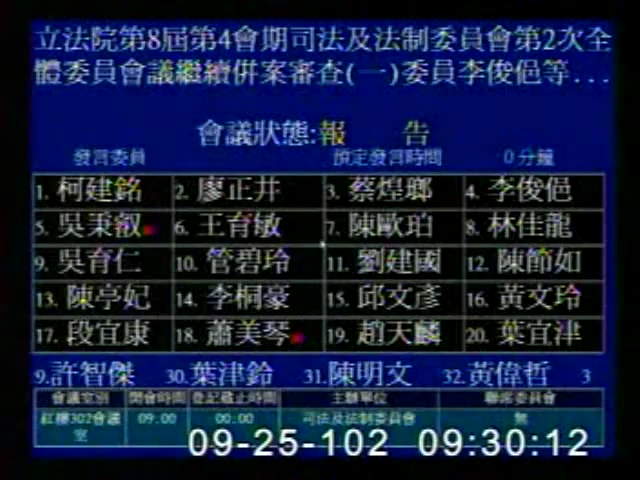 立法院第8屆第4會期司法及法制委員會第2次全
體委員會議繼續併案審查(一)委員李俊俋等...
會議狀態:報 告
發言委員 預定發言時間 0分鐘
1. 柯建銘 2. 廖正井 3. 蔡煌瑯 4. 李俊俋
5. 吳秉叡 6. 王育敏 7. 陳歐珀 8. 林佳龍
9. 吳育仁 10. 管碧玲 11. 劉建國 12. 陳節如
13. 陳亭妃 14. 李桐豪 15. 邱文彥 16. 黃文玲
17. 段宜康 18. 蕭美琴 19. 趙天麟 20. 葉宜津
9.許智傑 30.葉津鈴 31.陳明文 32.黃偉哲 3
會議室別 開會時間 登記截止時間 主辦單位 聯席委員會
紅樓302會議 09:00 00:00 司法及法制委員會 無
室
09-25-102 09:30:12